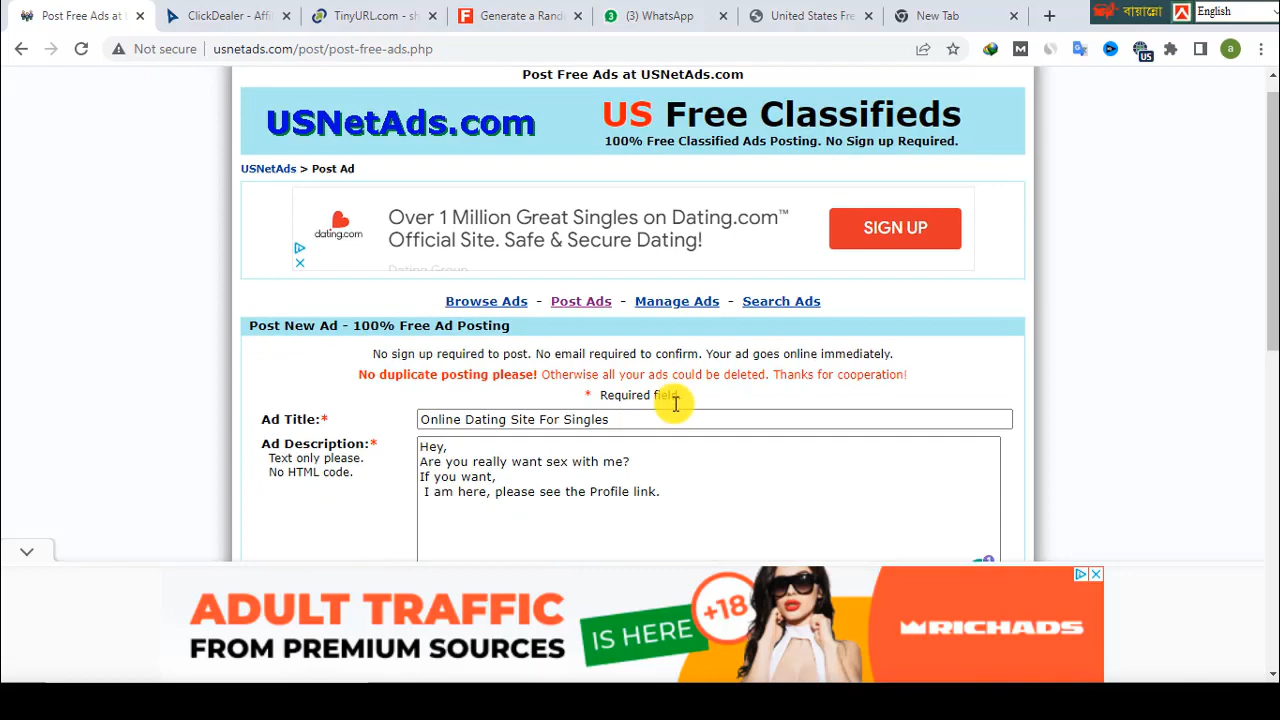 Post Free Ads at
ClickDealer - Affi
TinyURL.com -
Generate a Rand
(3) WhatsApp
United States Fre
New Tab
বায়ান্নো
English
Not secure
usnetads.com/post/post-free-ads.php
M
US
a
Post Free Ads at USNetAds.com
USNetAds.com
US Free Classifieds
100% Free Classified Ads Posting. No Sign up Required.
USNetAds > Post Ad
dating.com
Over 1 Million Great Singles on Dating.com™
Official Site. Safe & Secure Dating!
Dating Group
SIGN UP
Browse Ads - Post Ads - Manage Ads - Search Ads
Post New Ad - 100% Free Ad Posting
No sign up required to post. No email required to confirm. Your ad goes online immediately.
No duplicate posting please! Otherwise all your ads could be deleted. Thanks for cooperation!
* Required field.
Ad Title:*
Online Dating Site For Singles
Ad Description:*
Text only please.
No HTML code.
Hey,
Are you really want sex with me?
If you want,
I am here, please see the Profile link.
ADULT TRAFFIC
FROM PREMIUM SOURCES
IS HERE
+18
RICHADS